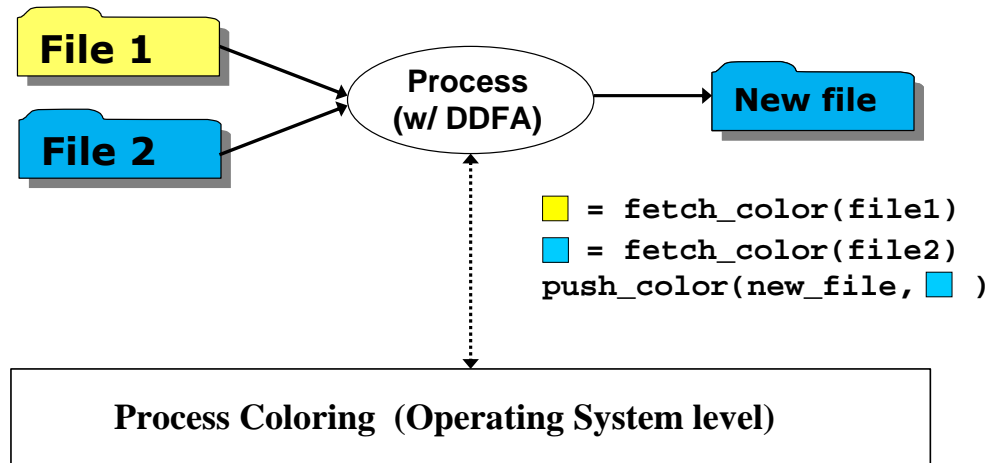 File 1
File 2
Process
(w/ DDFA)
New file
= fetch_color(file1)
= fetch_color(file2)
push_color(new_file, )
Process Coloring (Operating System level)